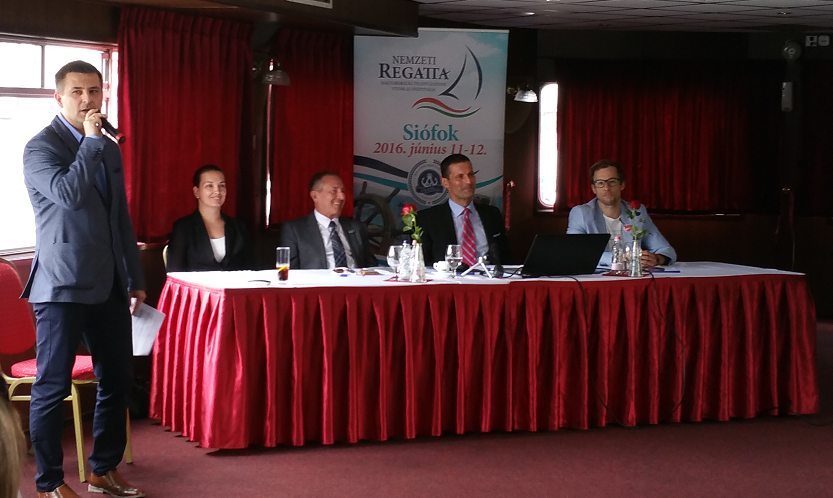 NEMZETI
REGATTA
Siófok
2016. június 11-12.